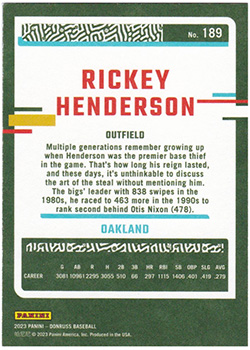 No. 189
RICKEY
HENDERSON
OUTFIELD
Multiple generations remember growing up
when Henderson was the premier base thief
in the game. That's how long his reign lasted,
and these days, it's unthinkable to discuss
the art of the steal without mentioning him.
The bigs' leader with 838 swipes in the
1980s, he raced to 463 more in the 1990s to
rank second behind Otis Nixon (478).
OAKLAND
G AB R H 2B 3B HR RBI SB OBP SLG AVG
CAREER 3081 10961 2295 3055 510 66 297 1115 1406 .401 .419 .279
PANINI
2023 PANINI - DONRUSS BASEBALL
© 2023 Panini America, Inc. Produced in the USA.